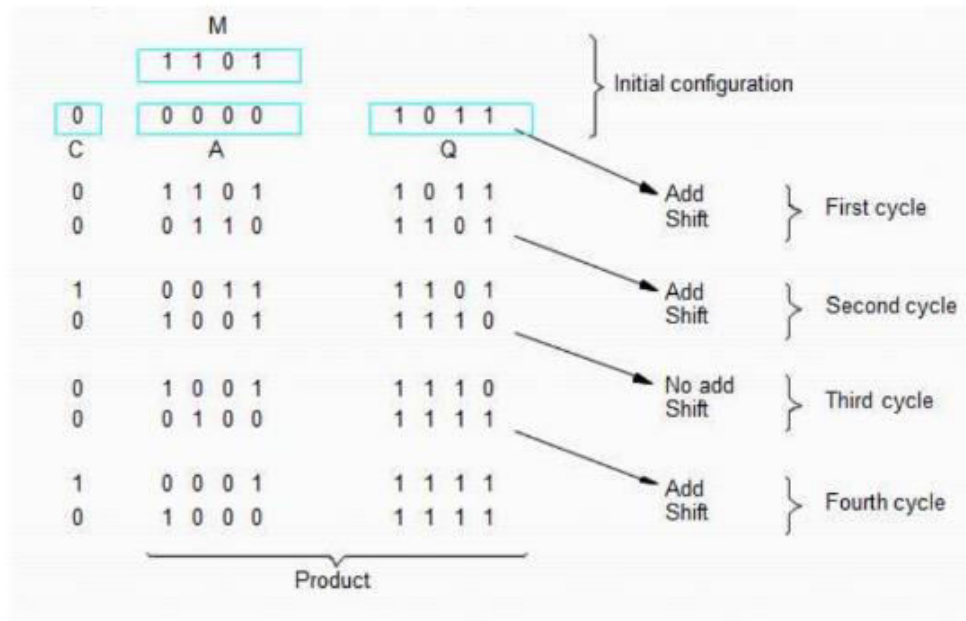 M
1 1 0 1
Initial configuration
0 0 0 0 0 1 0 1 1
C A Q
0 1 1 0 1 1 0 1 1 Add
First cycle
0 0 1 1 0 1 1 0 1 Shift
1 0 0 1 1 1 1 0 1 Add
Second cycle
0 1 0 0 1 1 1 1 0 Shift
0 1 0 0 1 1 1 1 0 No add
Third cycle
0 0 1 0 0 1 1 1 1 Shift
1 0 0 0 1 1 1 1 1 Add
Fourth cycle
0 1 0 0 0 1 1 1 1 Shift
Product